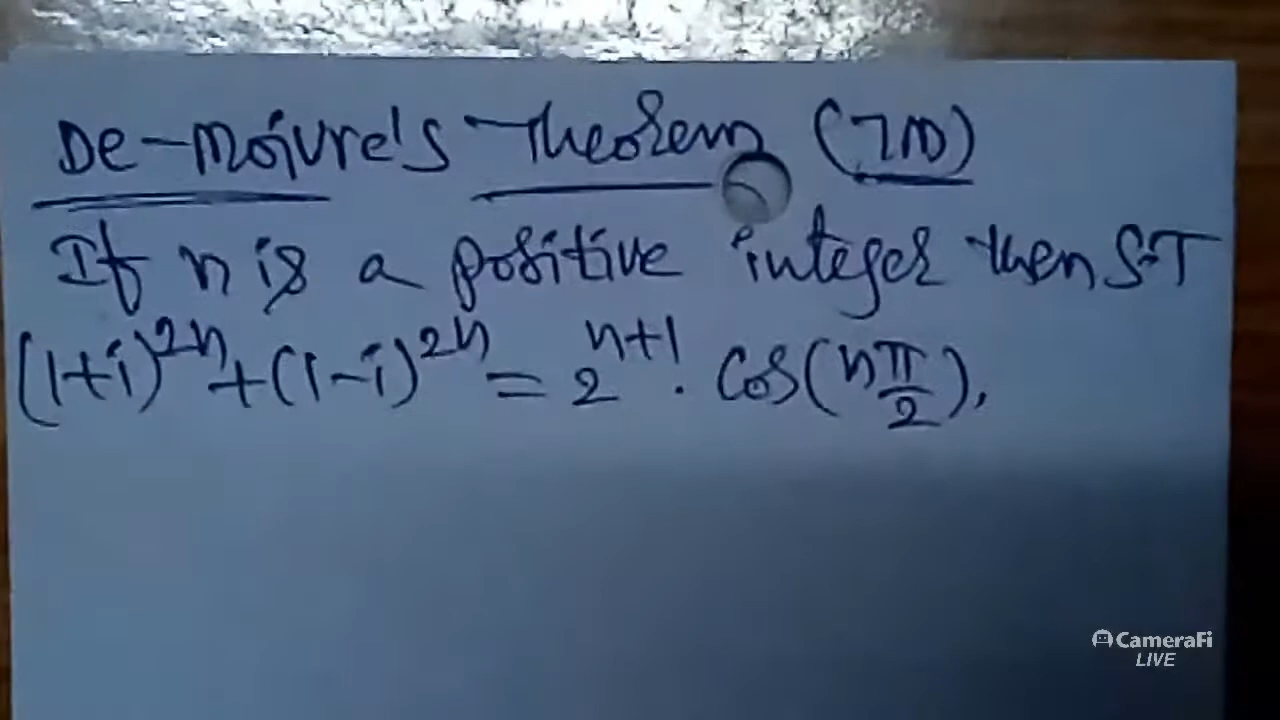 De-Moivre's Theorem (7M)
If n is a positive integer then S.T
(1+i)^2n + (1-i)^2n = 2^n+1 . Cos(nπ/2).
CameraFi
LIVE